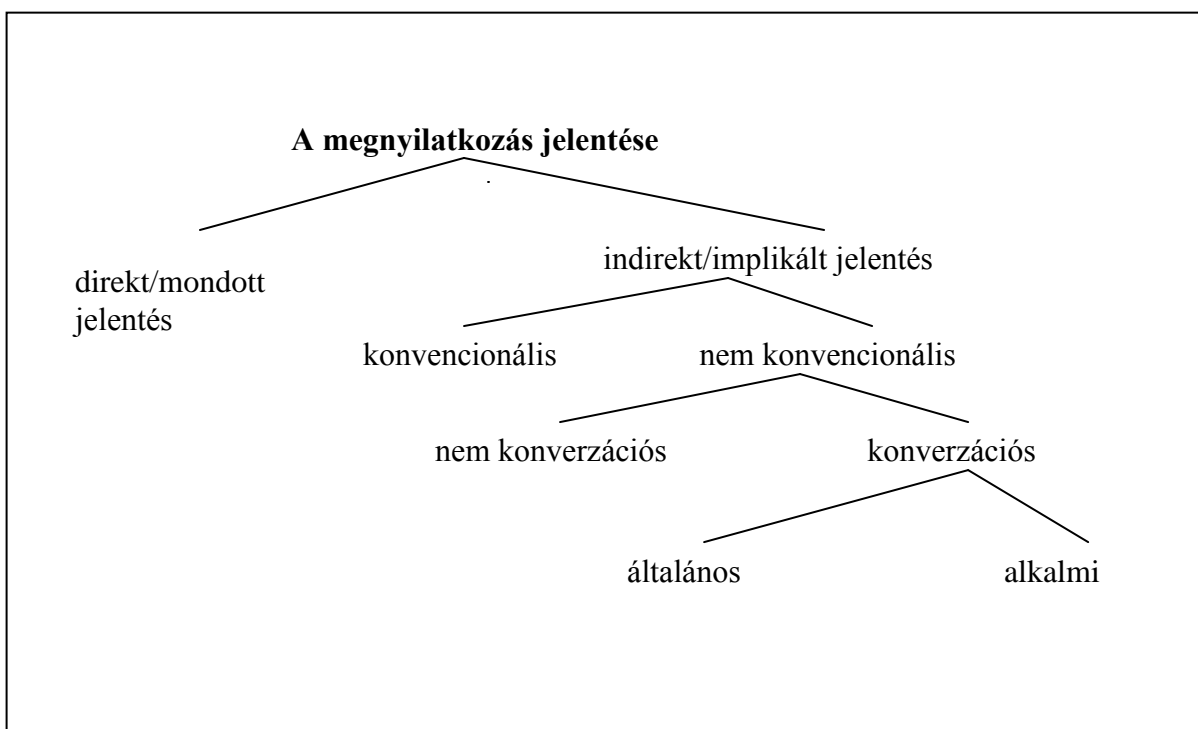 A megnyilatkozás jelentése
direkt/mondott
jelentés
indirekt/implikált jelentés
konvencionális
nem konvencionális
nem konverzációs
konverzációs
általános
alkalmi